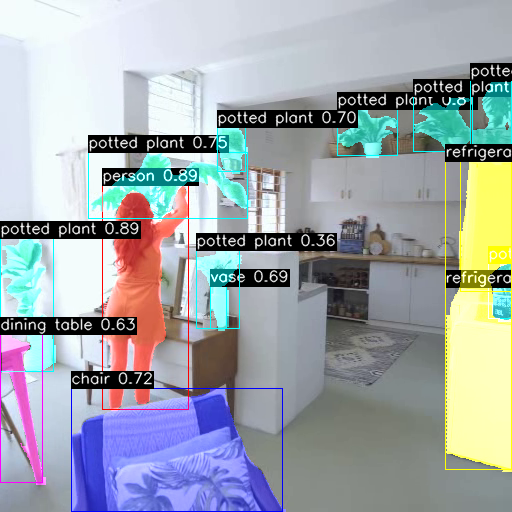 potte
potted plant 0.8
potted plant
potted plant 0.70
potted plant 0.75
refrigera
person 0.89
potted plant 0.89
potted plant 0.36
pot
vase 0.69
refrigera
dining table 0.63
chair 0.72